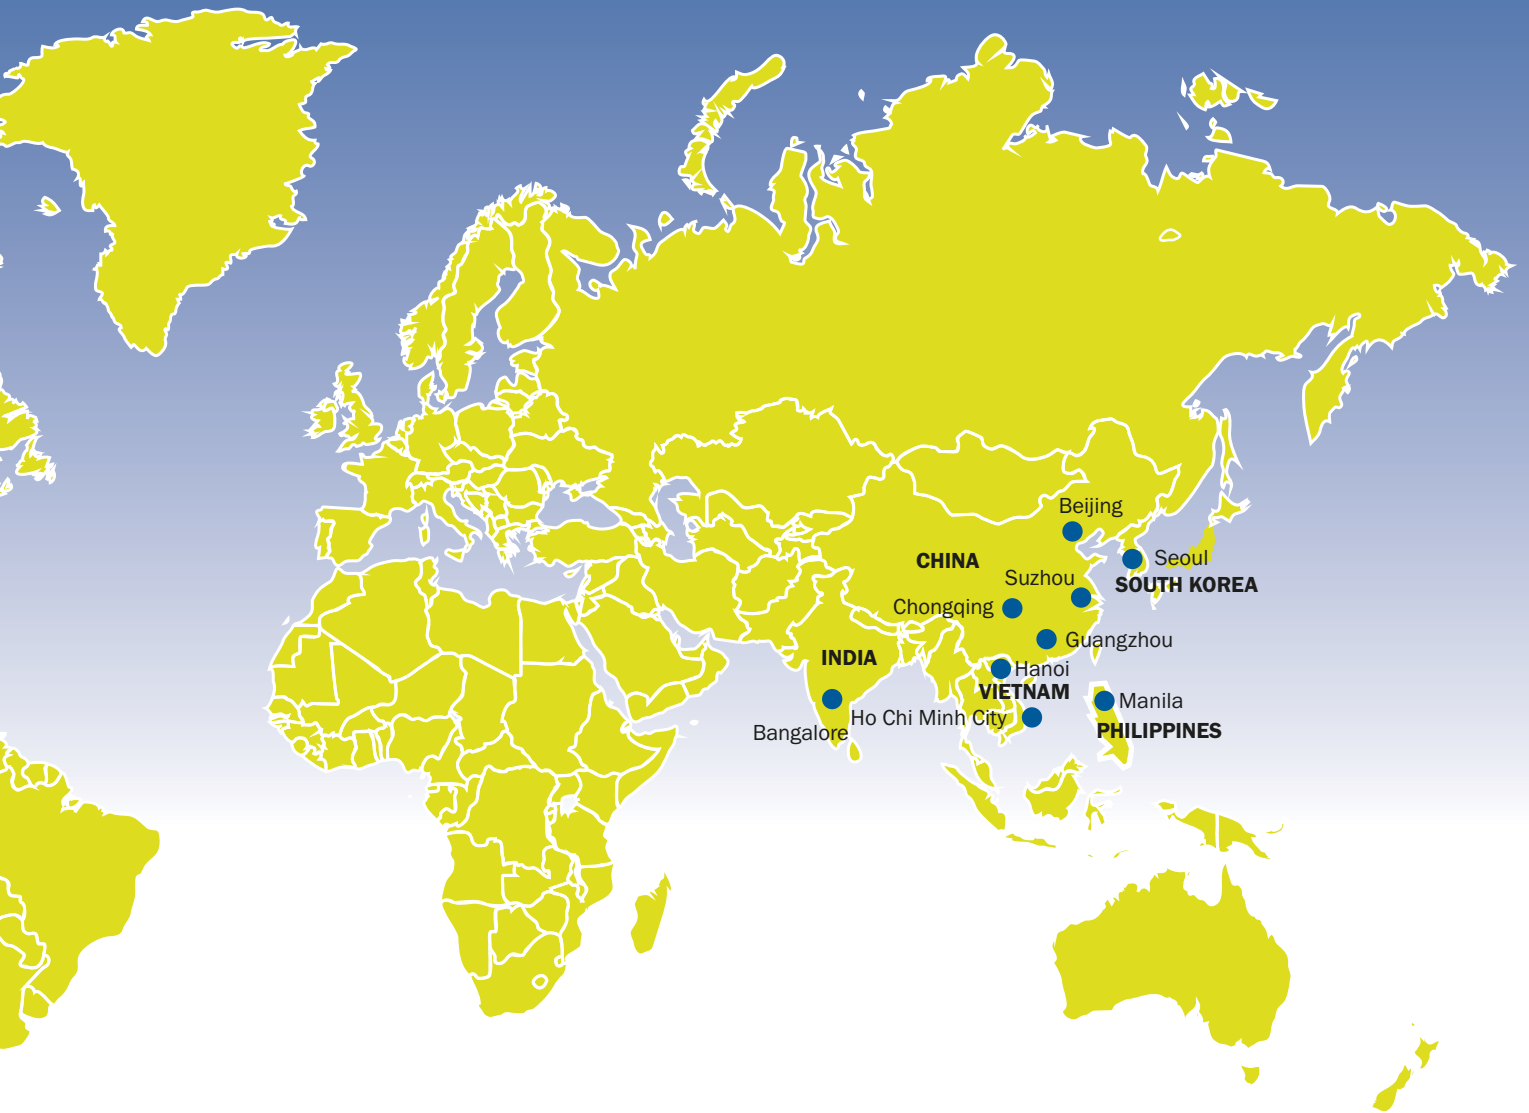 Beijing
Seoul
CHINA
Suzhou
SOUTH KOREA
Chongqing
Guangzhou
INDIA
Hanoi
VIETNAM
Manila
Ho Chi Minh City
Bangalore
PHILIPPINES